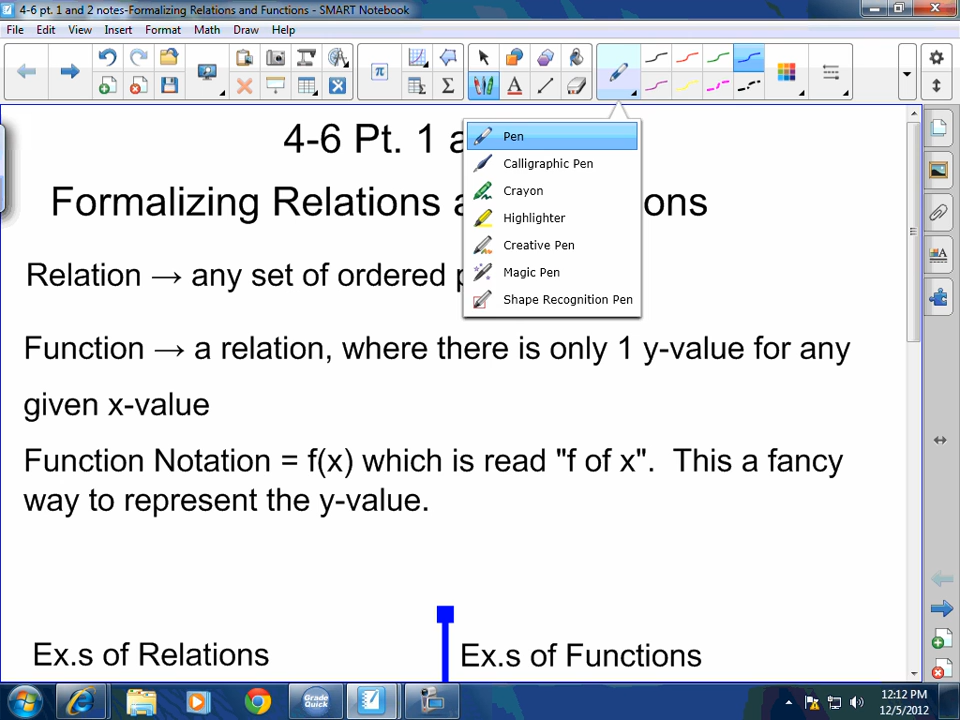 4-6 pt. 1 and 2 notes-Formalizing Relations and Functions - SMART Notebook
File Edit View Insert Format Math Draw Help
π Σ A
4-6 Pt. 1 a
Pen
Calligraphic Pen
Crayon
Highlighter
Creative Pen
Magic Pen
Shape Recognition Pen
Formalizing Relations a ons
Relation → any set of ordered p
Function → a relation, where there is only 1 y-value for any
given x-value
Function Notation = f(x) which is read "f of x". This a fancy
way to represent the y-value.
Ex.s of Relations
Ex.s of Functions
Grade
Quick
12:12 PM
12/5/2012